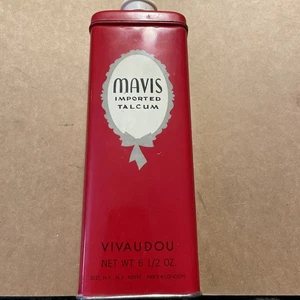 MAVIS
IMPORTED
TALCUM
VIVAUDOU
NET WT 6 1/2 OZ.